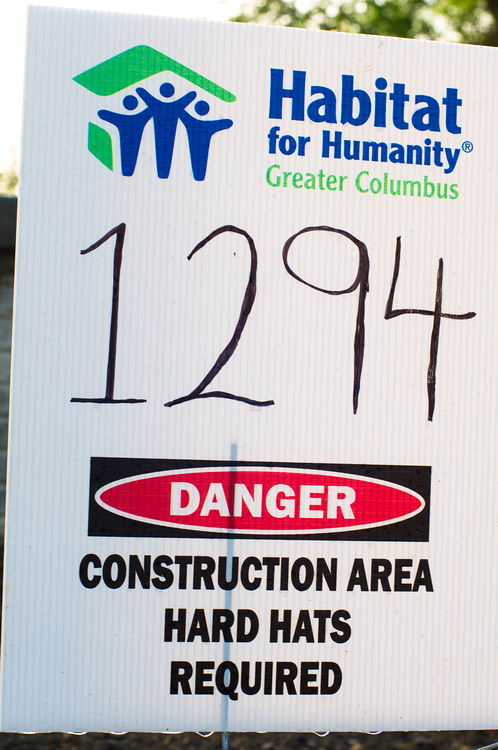 Habitat
for Humanity®
Greater Columbus
1294
DANGER
CONSTRUCTION AREA
HARD HATS
REQUIRED